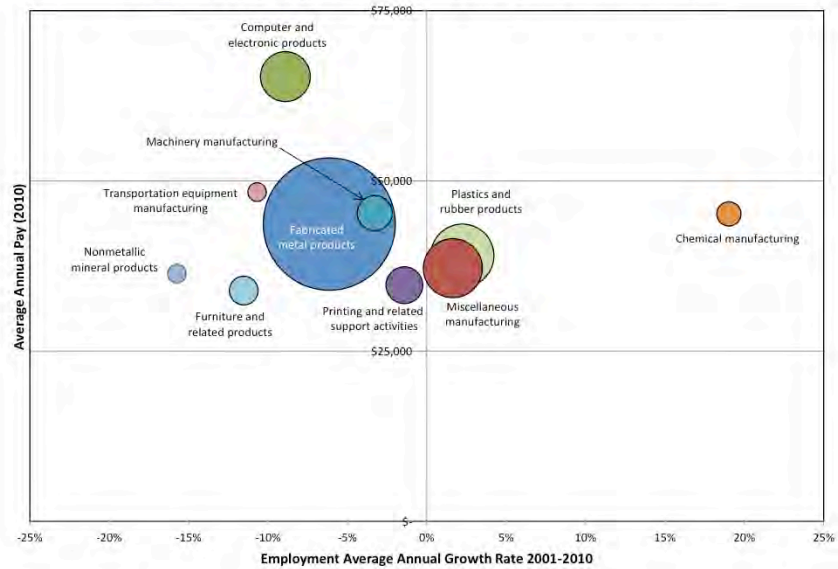 $75,000
Computer and
electronic products
Machinery manufacturing
$50,000
Transportation equipment
manufacturing
Plastics and
rubber products
Fabricated
metal products
Chemical manufacturing
Nonmetallic
mineral products
Furniture and
related products
Printing and related
support activities
Miscellaneous
manufacturing
$25,000
$-
Average Annual Pay (2010)
-25%
-20%
-15%
-10%
-5%
0%
5%
10%
15%
20%
25%
Employment Average Annual Growth Rate 2001-2010